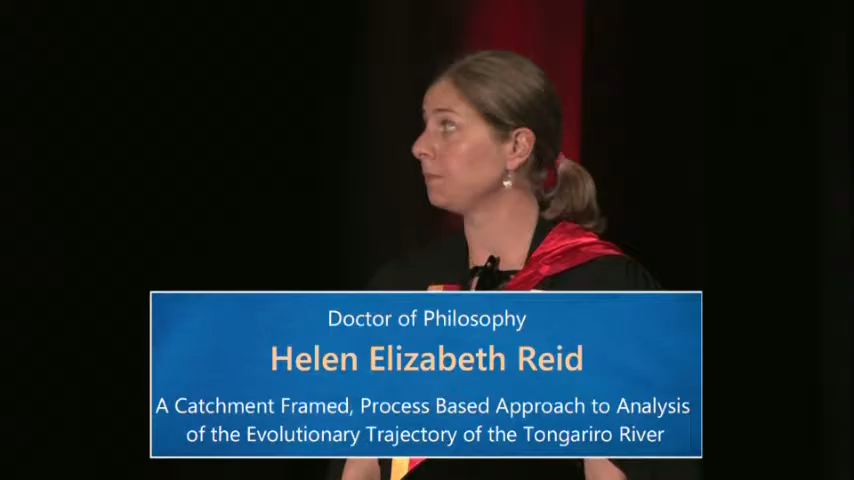 Doctor of Philosophy
Helen Elizabeth Reid
A Catchment Framed, Process Based Approach to Analysis
of the Evolutionary Trajectory of the Tongariro River